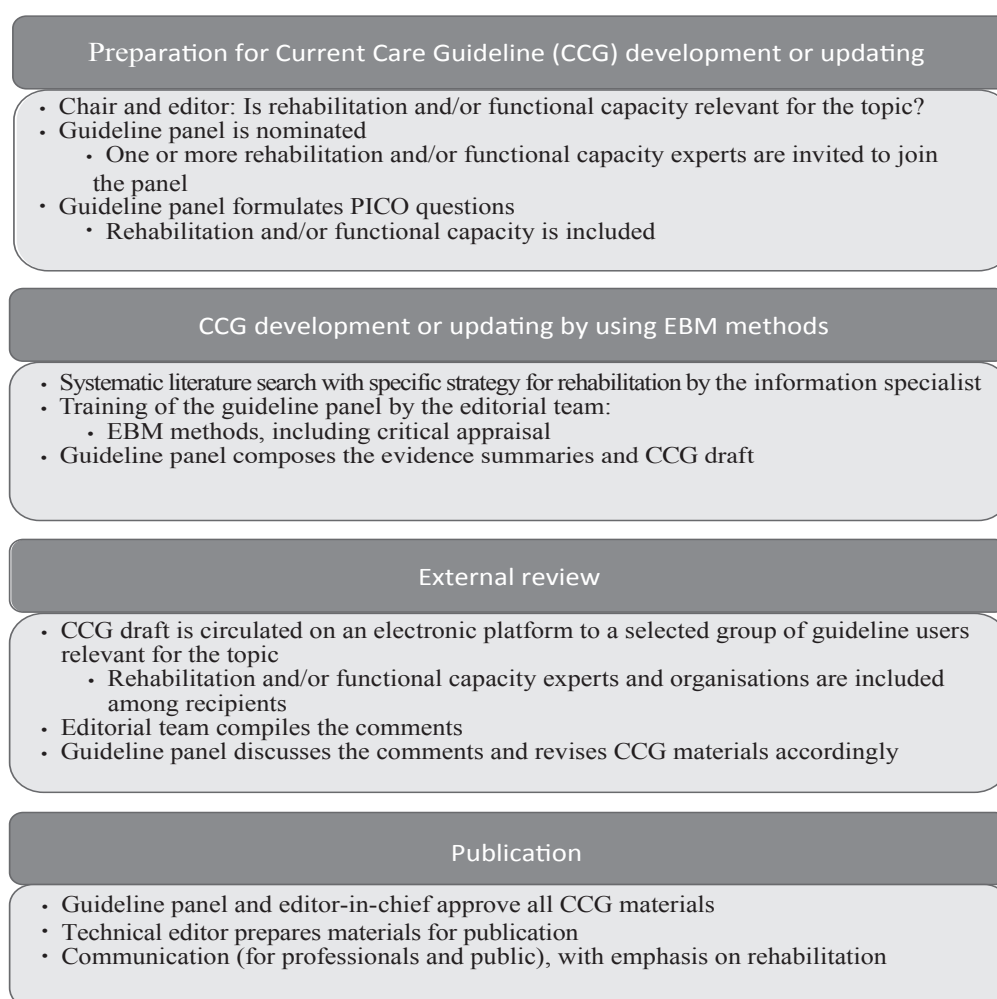 Preparation for Current Care Guideline (CCG) development or updating
• Chair and editor: Is rehabilitation and/or functional capacity relevant for the topic?
• Guideline panel is nominated
• One or more rehabilitation and/or functional capacity experts are invited to join
the panel
• Guideline panel formulates PICO questions
• Rehabilitation and/or functional capacity is included
CCG development or updating by using EBM methods
• Systematic literature search with specific strategy for rehabilitation by the information specialist
• Training of the guideline panel by the editorial team:
• EBM methods, including critical appraisal
• Guideline panel composes the evidence summaries and CCG draft
External review
• CCG draft is circulated on an electronic platform to a selected group of guideline users
relevant for the topic
• Rehabilitation and/or functional capacity experts and organisations are included
among recipients
• Editorial team compiles the comments
• Guideline panel discusses the comments and revises CCG materials accordingly
Publication
• Guideline panel and editor-in-chief approve all CCG materials
• Technical editor prepares materials for publication
• Communication (for professionals and public), with emphasis on rehabilitation